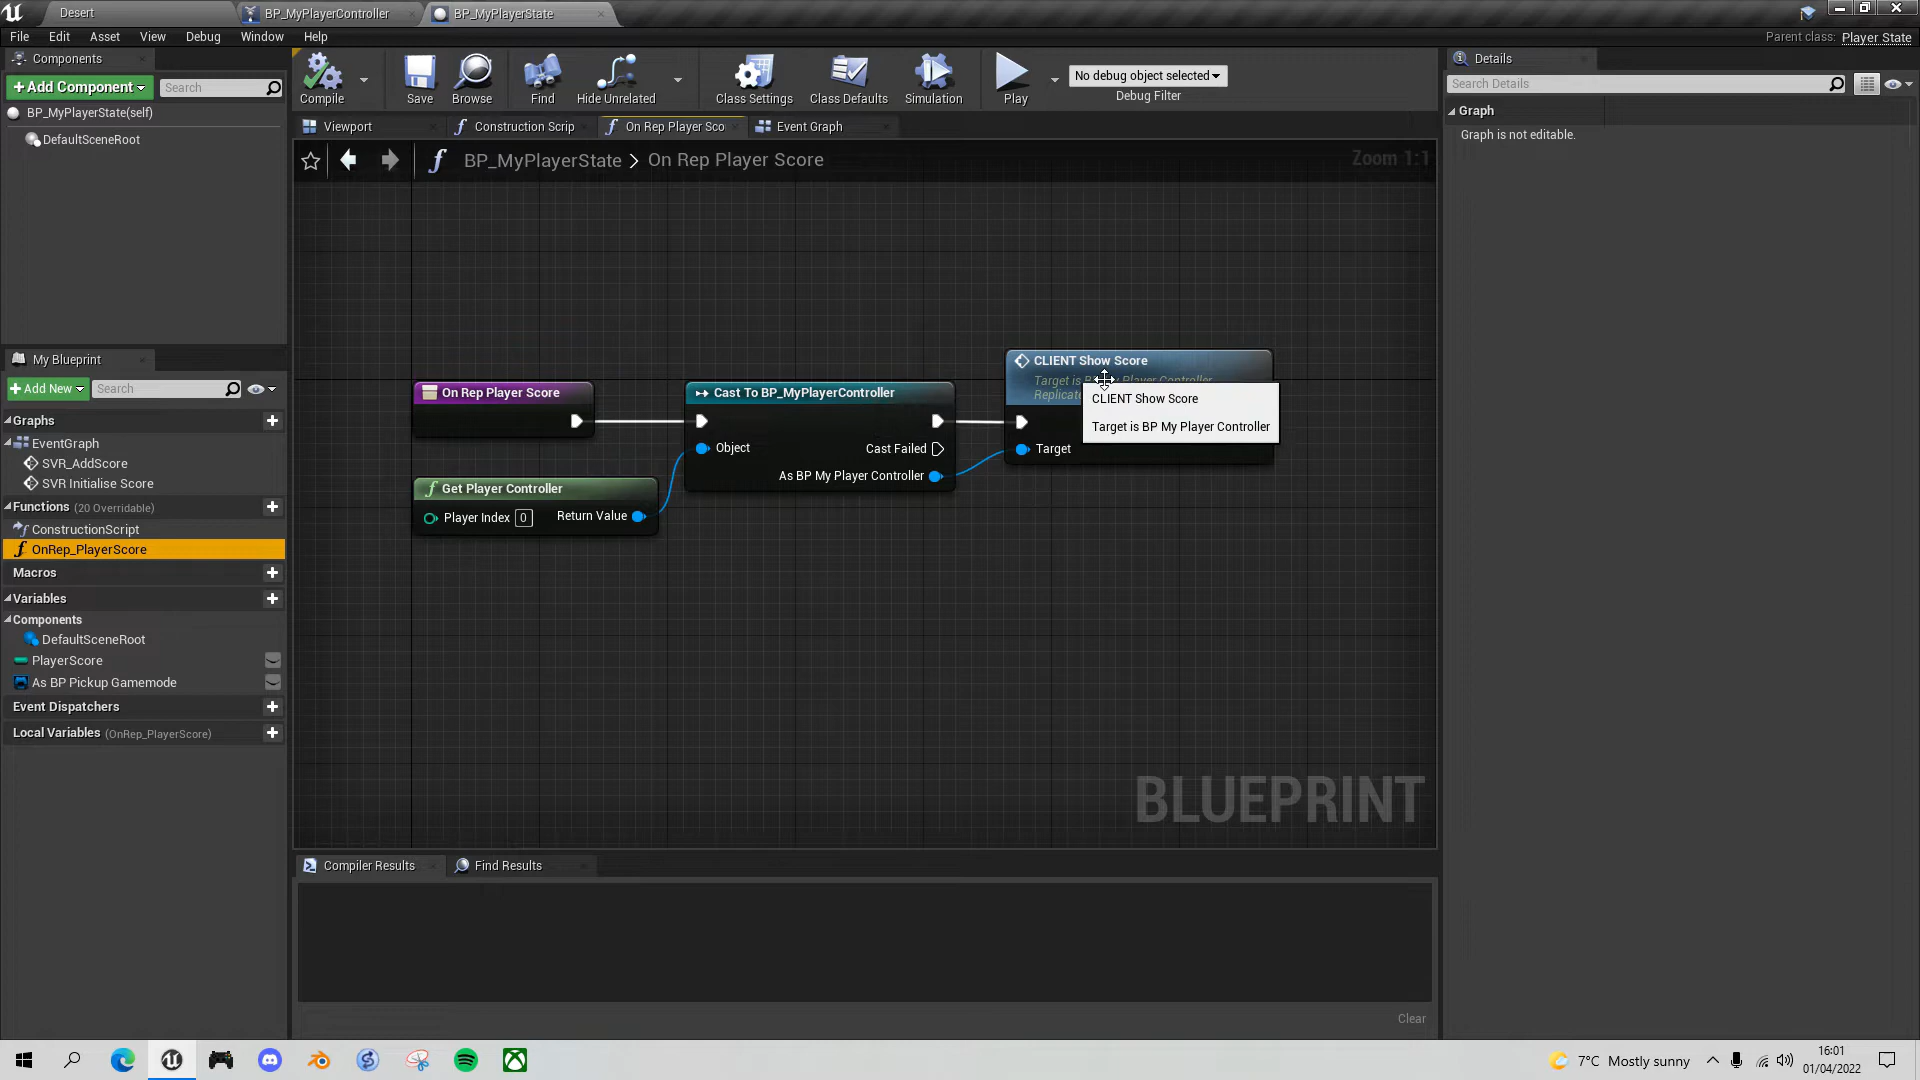 Desert
BP_MyPlayerController
BP_MyPlayerState
File
Edit
Asset
View
Debug
Window
Help
Parent class:
Player State
Components
+Add Component
Search
BP_MyPlayerState(self)
DefaultSceneRoot
Compile
Save
Browse
Find
Hide Unrelated
Class Settings
Class Defaults
Simulation
Play
No debug object selected
Debug Filter
Viewport
Construction Scrip
On Rep Player Sco
Event Graph
BP_MyPlayerState > On Rep Player Score
Zoom 1:1
Details
Search Details
Graph
Graph is not editable.
My Blueprint
+Add New
Search
Graphs
EventGraph
SVR_AddScore
SVR Initialise Score
Functions (20 Overridable)
ConstructionScript
OnRep_PlayerScore
Macros
Variables
Components
DefaultSceneRoot
PlayerScore
As BP Pickup Gamemode
Event Dispatchers
Local Variables (OnRep_PlayerScore)
On Rep Player Score
Get Player Controller
Player Index 0
Return Value
Cast To BP_MyPlayerController
Object
Cast Failed
As BP My Player Controller
CLIENT Show Score
Target is BP My Player Controller
Replicate
Target
CLIENT Show Score
Target is BP My Player Controller
BLUEPRINT
Compiler Results
Find Results
Clear
7°C Mostly sunny
16:01
01/04/2022